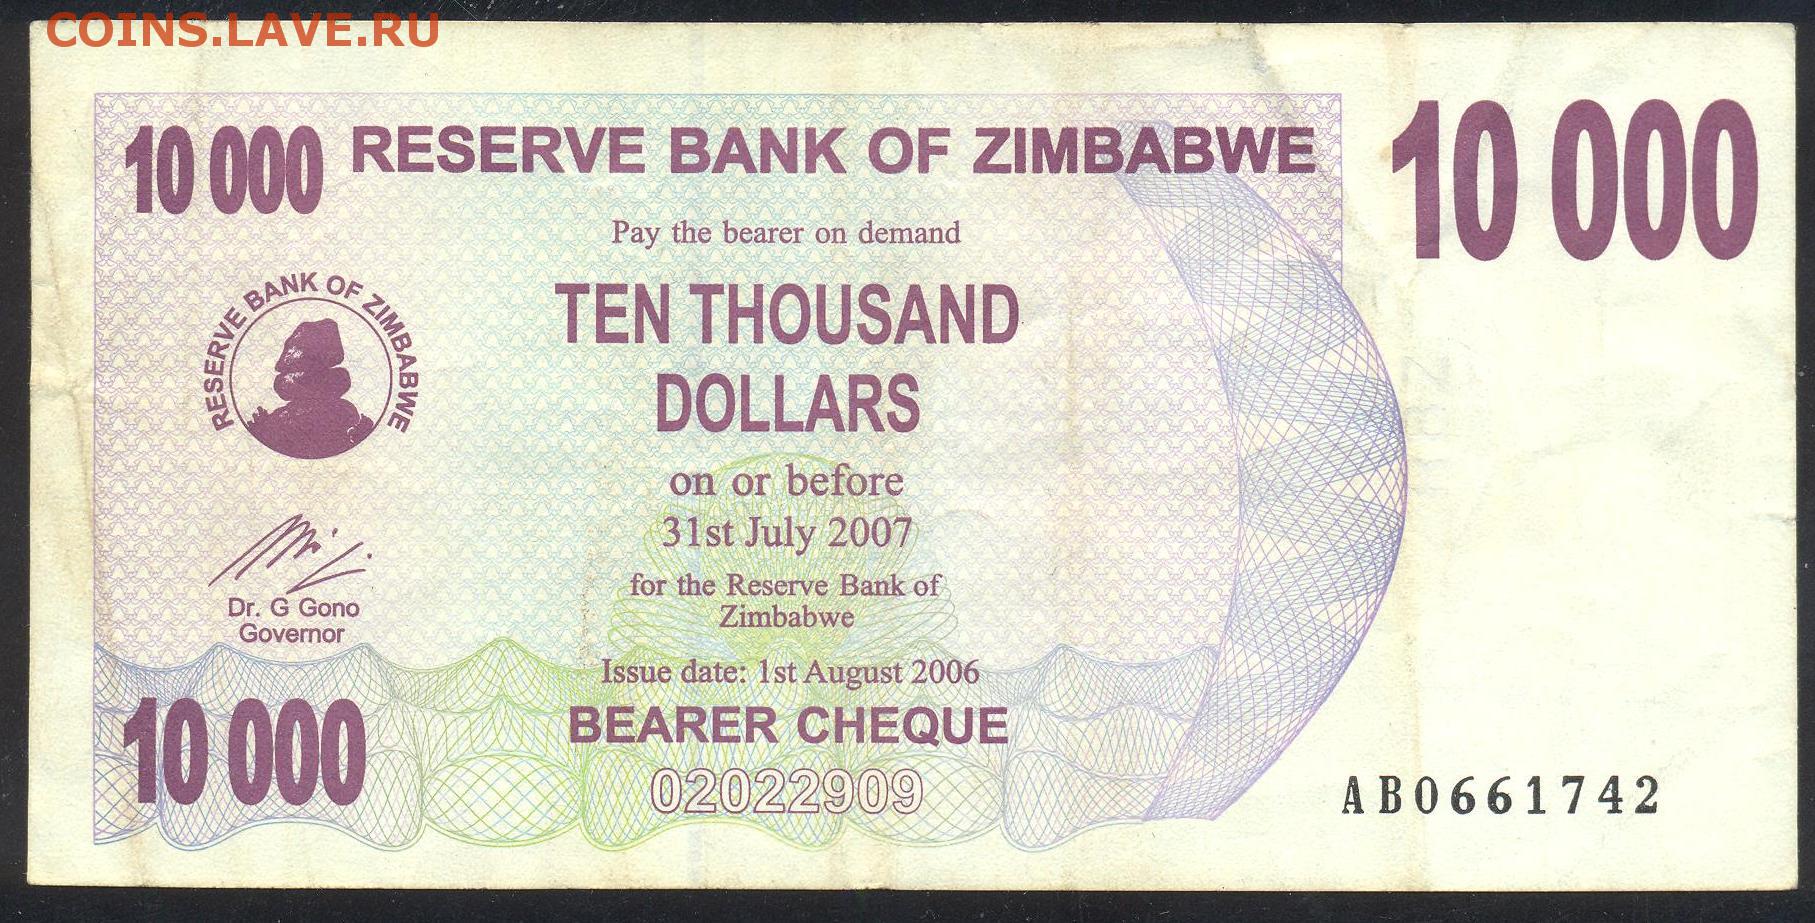 COINS.LAVE.RU
10 000 RESERVE BANK OF ZIMBABWE 10 000
Pay the bearer on demand
TEN THOUSAND
DOLLARS
RESERVE BANK OF ZIMBABWE
on or before
31st July 2007
for the Reserve Bank of
Zimbabwe
Dr. G Gono
Governor
Issue date: 1st August 2006
10 000 BEARER CHEQUE
02022909
AB0661742